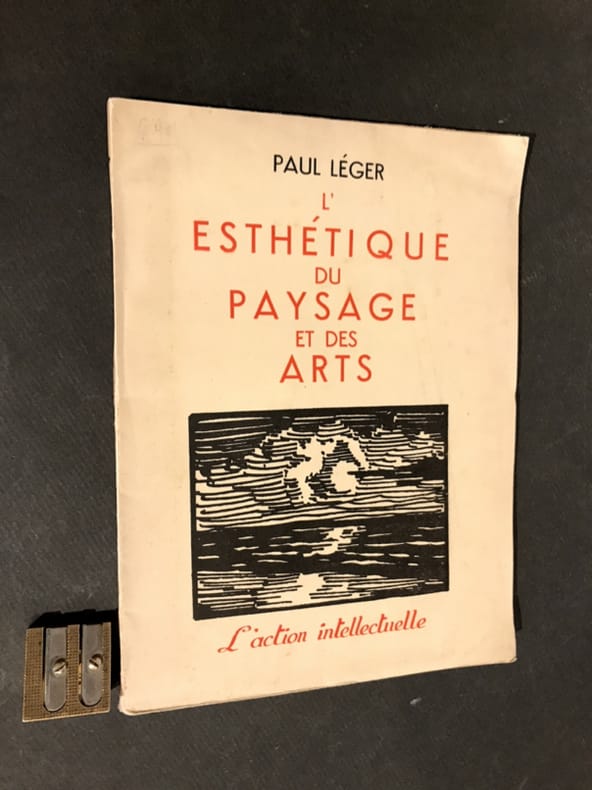 PAUL LÉGER
L'
ESTHÉTIQUE
DU
PAYSAGE
ET DES
ARTS
L'action intellectuelle